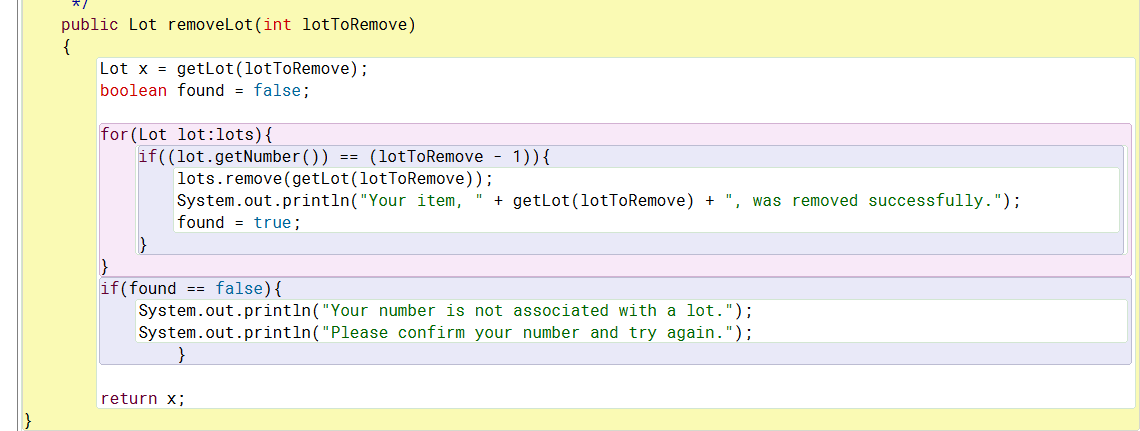 */
public Lot removeLot(int lotToRemove)
{
Lot x = getLot(lotToRemove);
boolean found = false;
for(Lot lot:lots){
if((lot.getNumber()) == (lotToRemove - 1)){
lots.remove(getLot(lotToRemove));
System.out.println("Your item, " + getLot(lotToRemove) + ", was removed successfully.");
found = true;
}
}
if(found == false){
System.out.println("Your number is not associated with a lot.");
System.out.println("Please confirm your number and try again.");
}
return x;
}